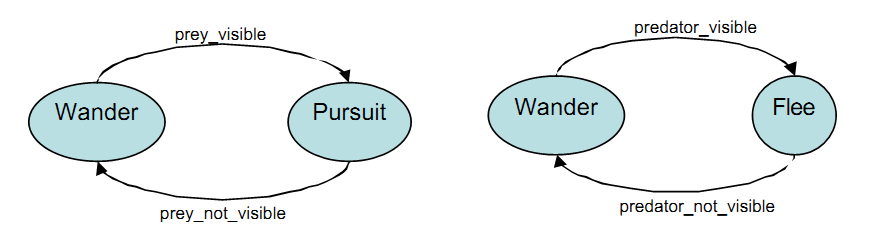 prey_visible
Wander
Pursuit
prey_not_visible
predator_visible
Wander
Flee
predator_not_visible